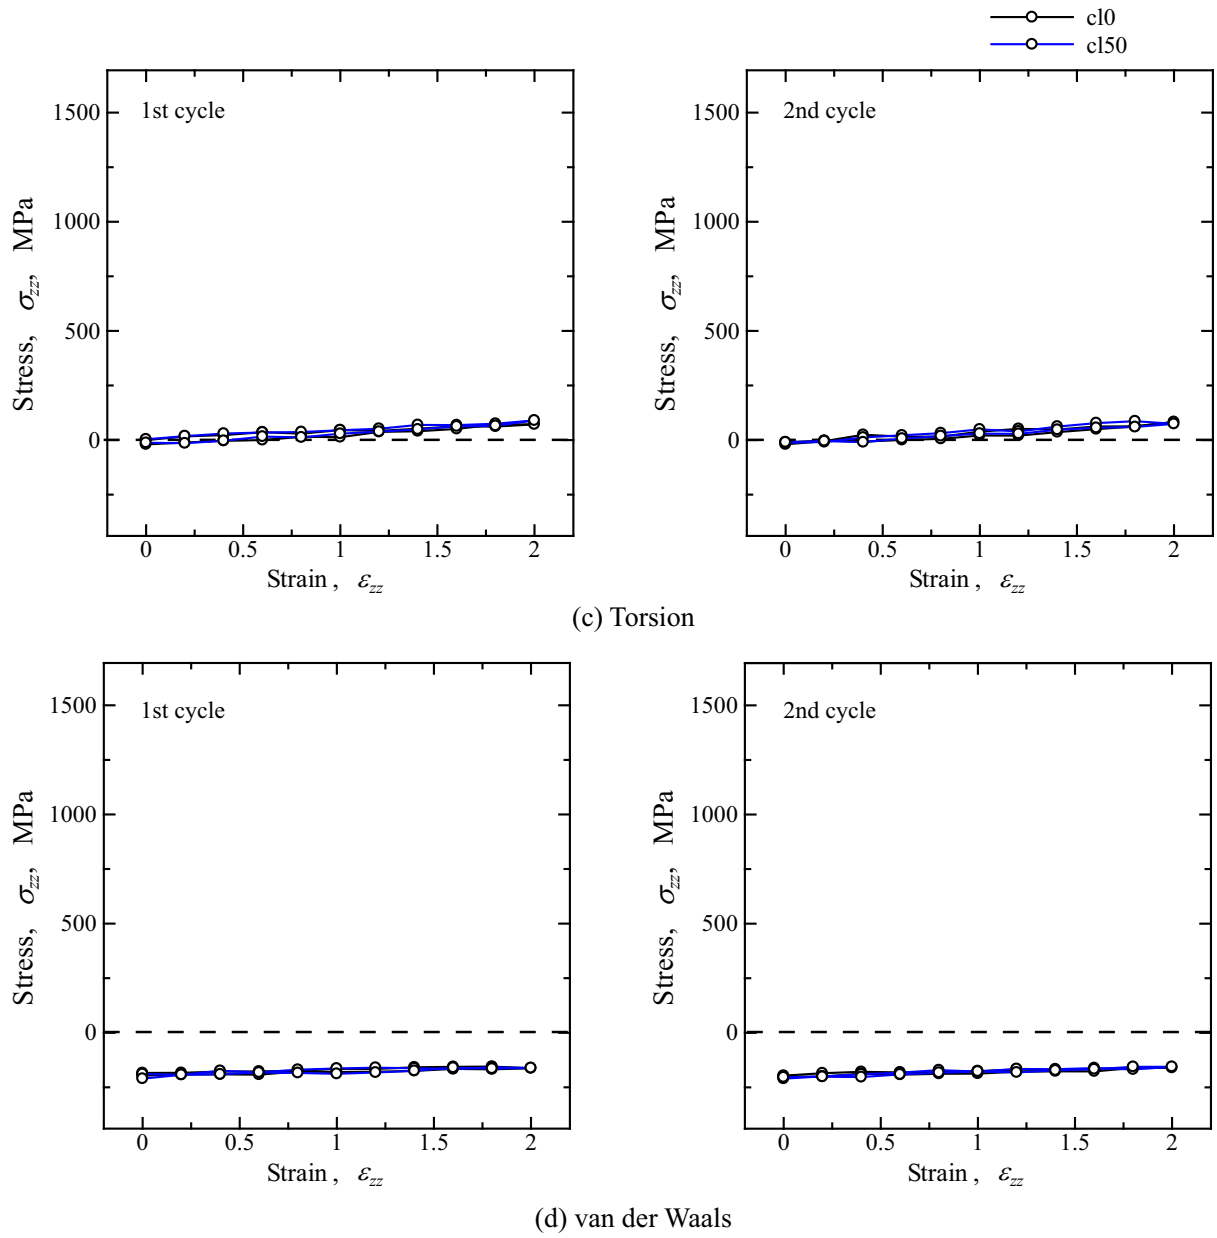 cl0
cl50
1st cycle
1500
1000
500
0
Stress, σzz, MPa
0 0.5 1 1.5 2
Strain , εzz
2nd cycle
1500
1000
500
0
Stress, σzz, MPa
0 0.5 1 1.5 2
Strain , εzz
(c) Torsion
1st cycle
1500
1000
500
0
Stress, σzz, MPa
0 0.5 1 1.5 2
Strain , εzz
2nd cycle
1500
1000
500
0
Stress, σzz, MPa
0 0.5 1 1.5 2
Strain , εzz
(d) van der Waals